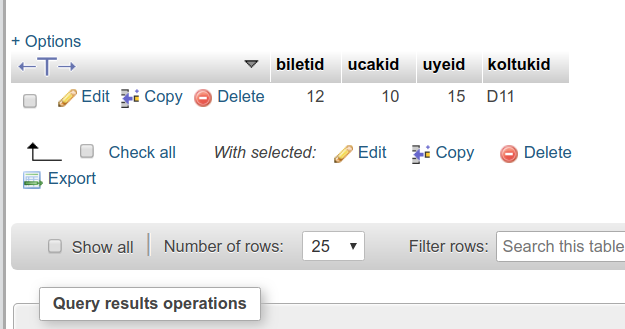 + Options
←T→ biletid ucakid uyeid koltukid
Edit Copy Delete 12 10 15 D11
Check all With selected: Edit Copy Delete
Export
Show all Number of rows: 25 Filter rows: Search this table
Query results operations